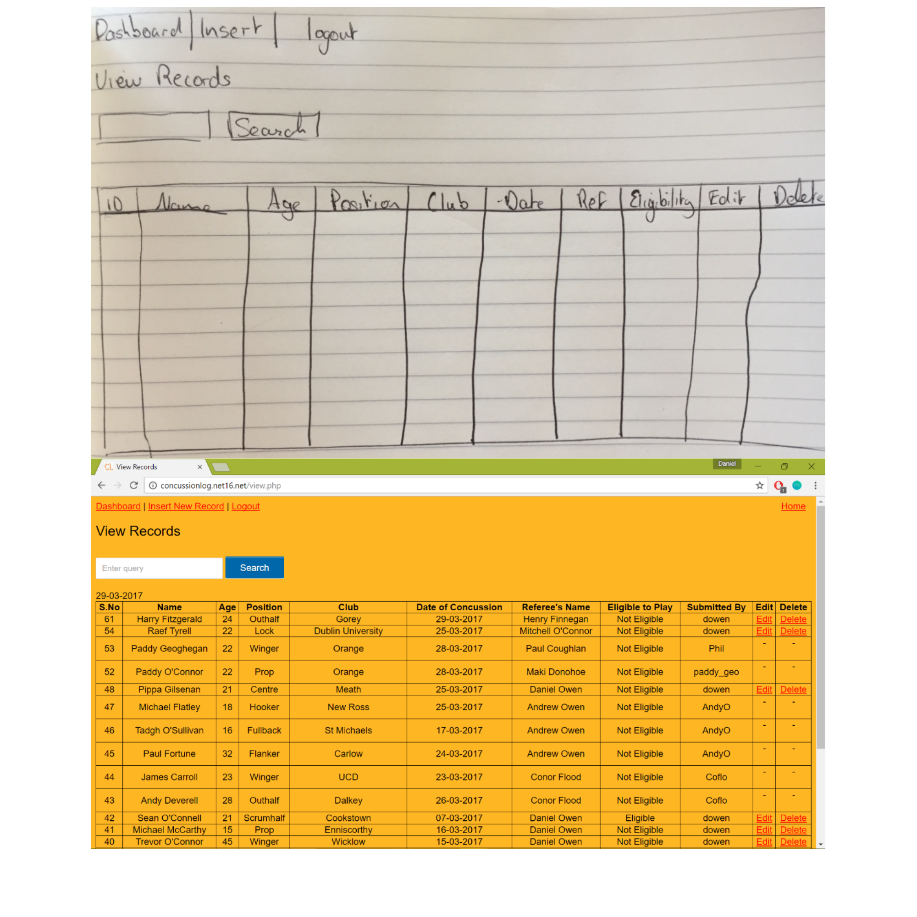 Dashboard | Insert | logout
View Records
Search
ID Name Age Position Club -Date Ref Eligibility Edit Delete
CL View Records × Daniel
concussionlog.net16.net/view.php
Dashboard | Insert New Record | Logout Home
View Records
Enter query Search
29-03-2017
S.No Name Age Position Club Date of Concussion Referee's Name Eligible to Play Submitted By Edit Delete
61 Harry Fitzgerald 24 Outhalf Gorey 29-03-2017 Henry Finnegan Not Eligible dowen Edit Delete
54 Raef Tyrell 22 Lock Dublin University 25-03-2017 Mitchell O'Connor Not Eligible dowen Edit Delete
53 Paddy Geoghegan 22 Winger Orange 28-03-2017 Paul Coughlan Not Eligible Phil - -
52 Paddy O'Connor 22 Prop Orange 28-03-2017 Maki Donohoe Not Eligible paddy_geo - -
48 Pippa Gilsenan 21 Centre Meath 25-03-2017 Daniel Owen Not Eligible dowen Edit Delete
47 Michael Flatley 18 Hooker New Ross 25-03-2017 Andrew Owen Not Eligible AndyO - -
46 Tadgh O'Sullivan 16 Fullback St Michaels 17-03-2017 Andrew Owen Not Eligible AndyO - -
45 Paul Fortune 32 Flanker Carlow 24-03-2017 Andrew Owen Not Eligible AndyO - -
44 James Carroll 23 Winger UCD 23-03-2017 Conor Flood Not Eligible Coflo - -
43 Andy Deverell 28 Outhalf Dalkey 26-03-2017 Conor Flood Not Eligible Coflo - -
42 Sean O'Connell 21 Scrumhalf Cookstown 07-03-2017 Daniel Owen Eligible dowen Edit Delete
41 Michael McCarthy 15 Prop Enniscorthy 16-03-2017 Daniel Owen Not Eligible dowen Edit Delete
40 Trevor O'Connor 45 Winger Wicklow 15-03-2017 Daniel Owen Not Eligible dowen Edit Delete